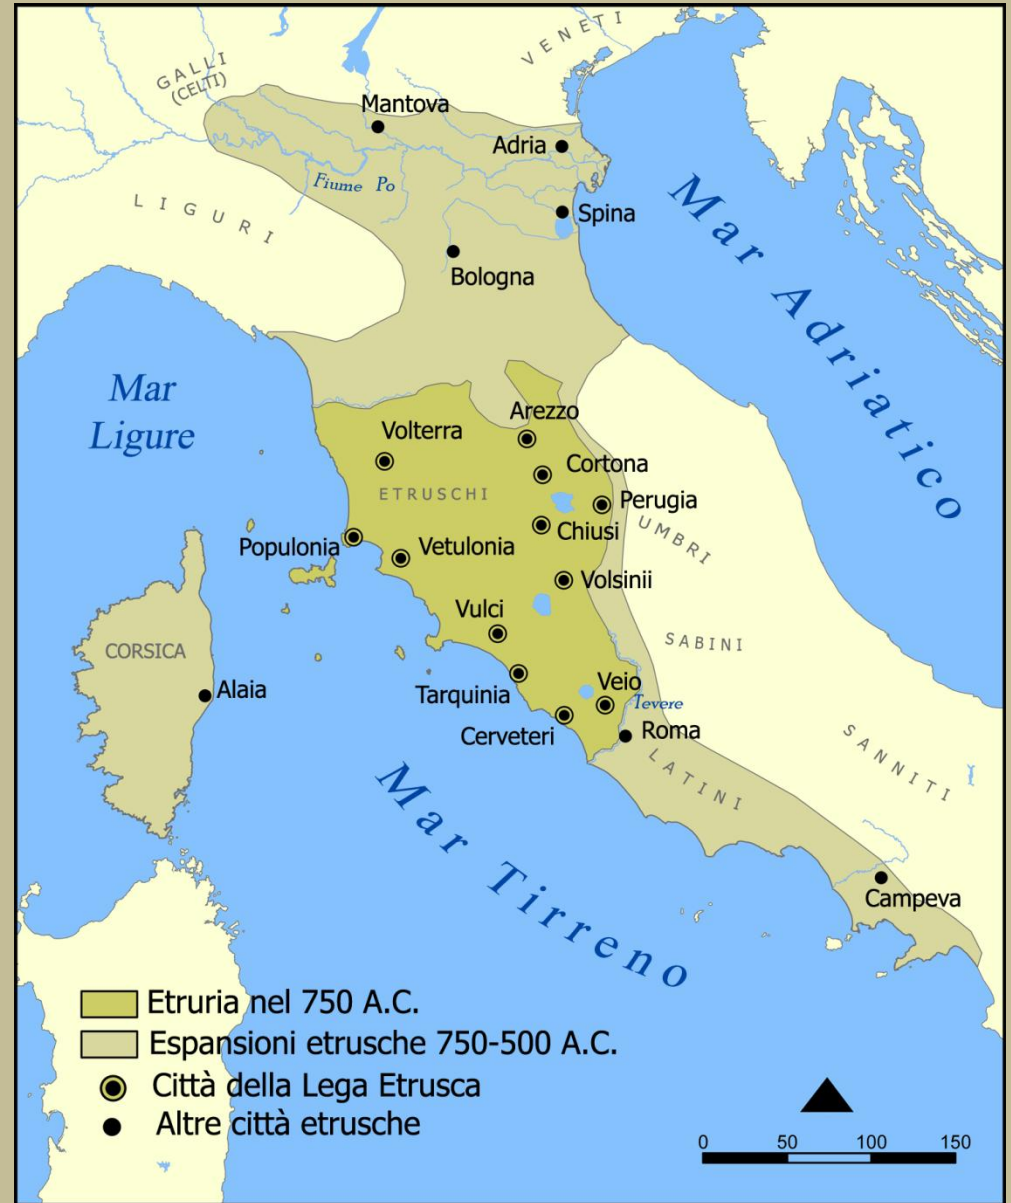 VENETI
GALLI
(CELTI)
Mantova
Adria
Fiume Po
LIGURI
Spina
Bologna
Mar Adriatico
Mar
Ligure
Arezzo
Volterra
Cortona
ETRUSCHI
Perugia
Chiusi
UMBRI
Populonia
Vetulonia
Volsinii
Vulci
SABINI
CORSICA
Alaia
Tarquinia
Veio
Tevere
Cerveteri
Roma
LATINI
SANNITI
Mar Tirreno
Campeva
Etruria nel 750 A.C.
Espansioni etrusche 750-500 A.C.
Città della Lega Etrusca
Altre città etrusche
0 50 100 150